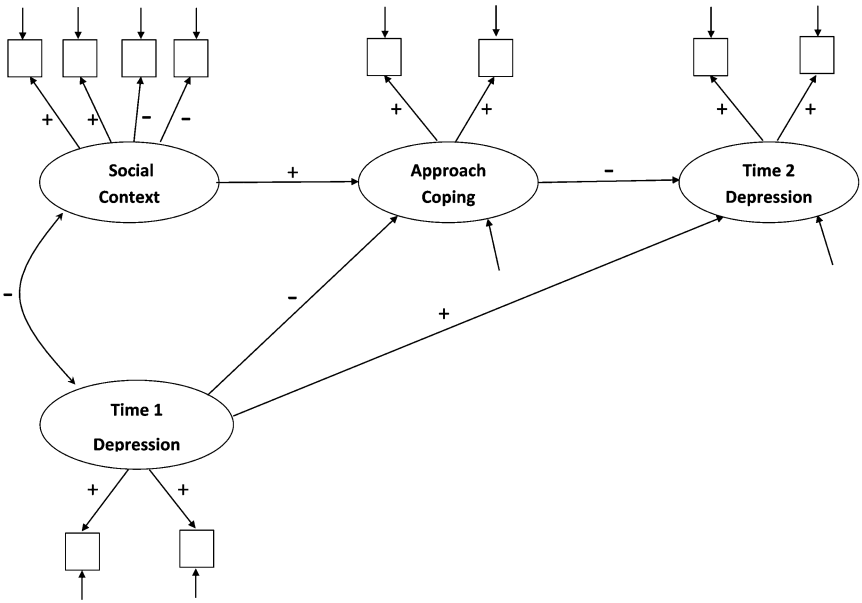 + + - -
+ +
+ +
Social
Context
+
Approach
Coping
-
Time 2
Depression
-
-
+
Time 1
Depression
+ +